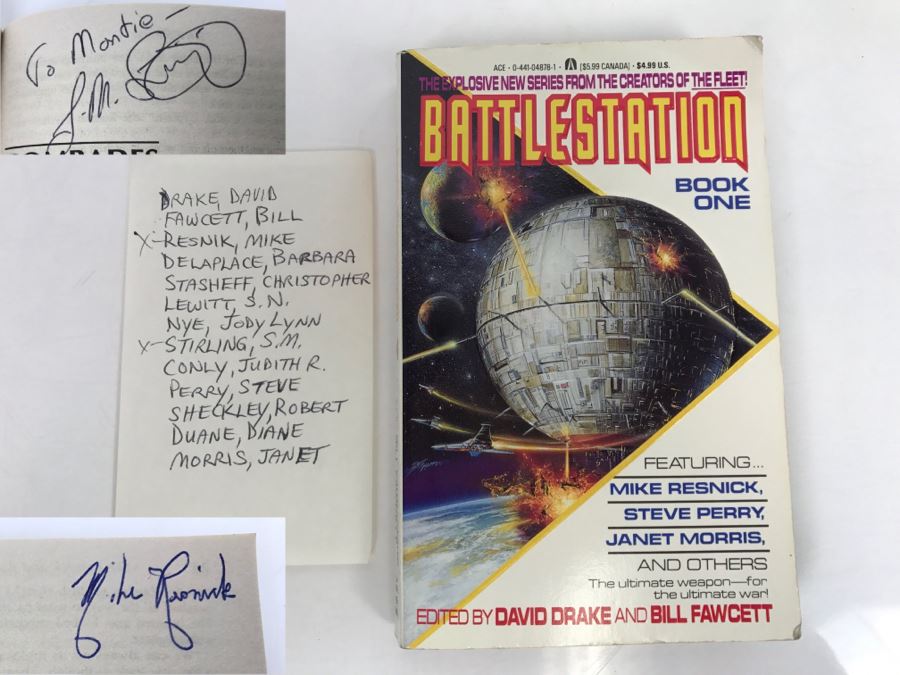 To Montie -
S.M. Stirling
COMRADES
DRAKE, DAVID
FAWCETT, BILL
X-RESNIK, MIKE
DELAPLACE, BARBARA
STASHEFF, CHRISTOPHER
LEWITT, S.N.
NYE, JODY LYNN
X-STIRLING, S.M.
CONLY, JUDITH R.
PERRY, STEVE
SHECKLEY, ROBERT
DUANE, DIANE
MORRIS, JANET
Mike Resnick
ACE · 0-441-04878-1 · [$5.99 CANADA] · $4.99 U.S.
THE EXPLOSIVE NEW SERIES FROM THE CREATORS OF THE FLEET!
BATTLESTATION
BOOK
ONE
FEATURING...
MIKE RESNICK,
STEVE PERRY,
JANET MORRIS,
AND OTHERS
The ultimate weapon—for
the ultimate war!
EDITED BY DAVID DRAKE AND BILL FAWCETT